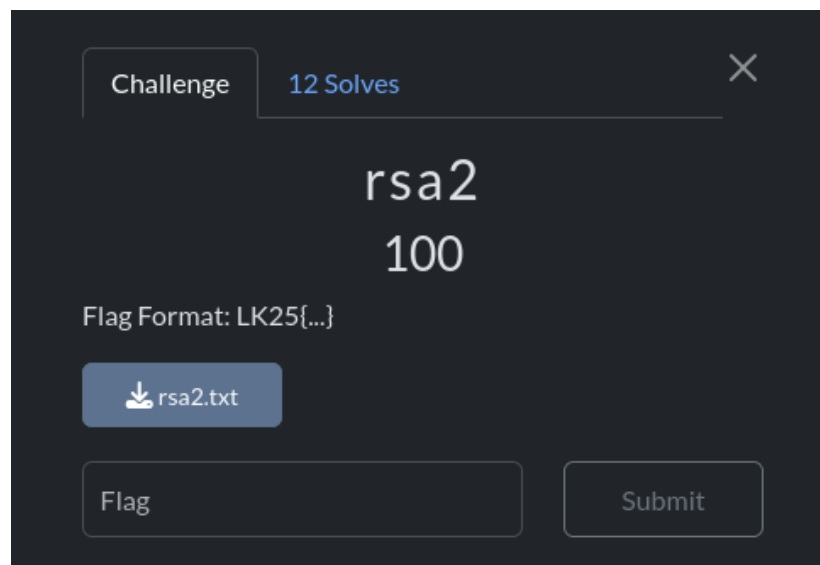 Challenge 12 Solves
rsa2
100
Flag Format: LK25{...}
rsa2.txt
Flag Submit